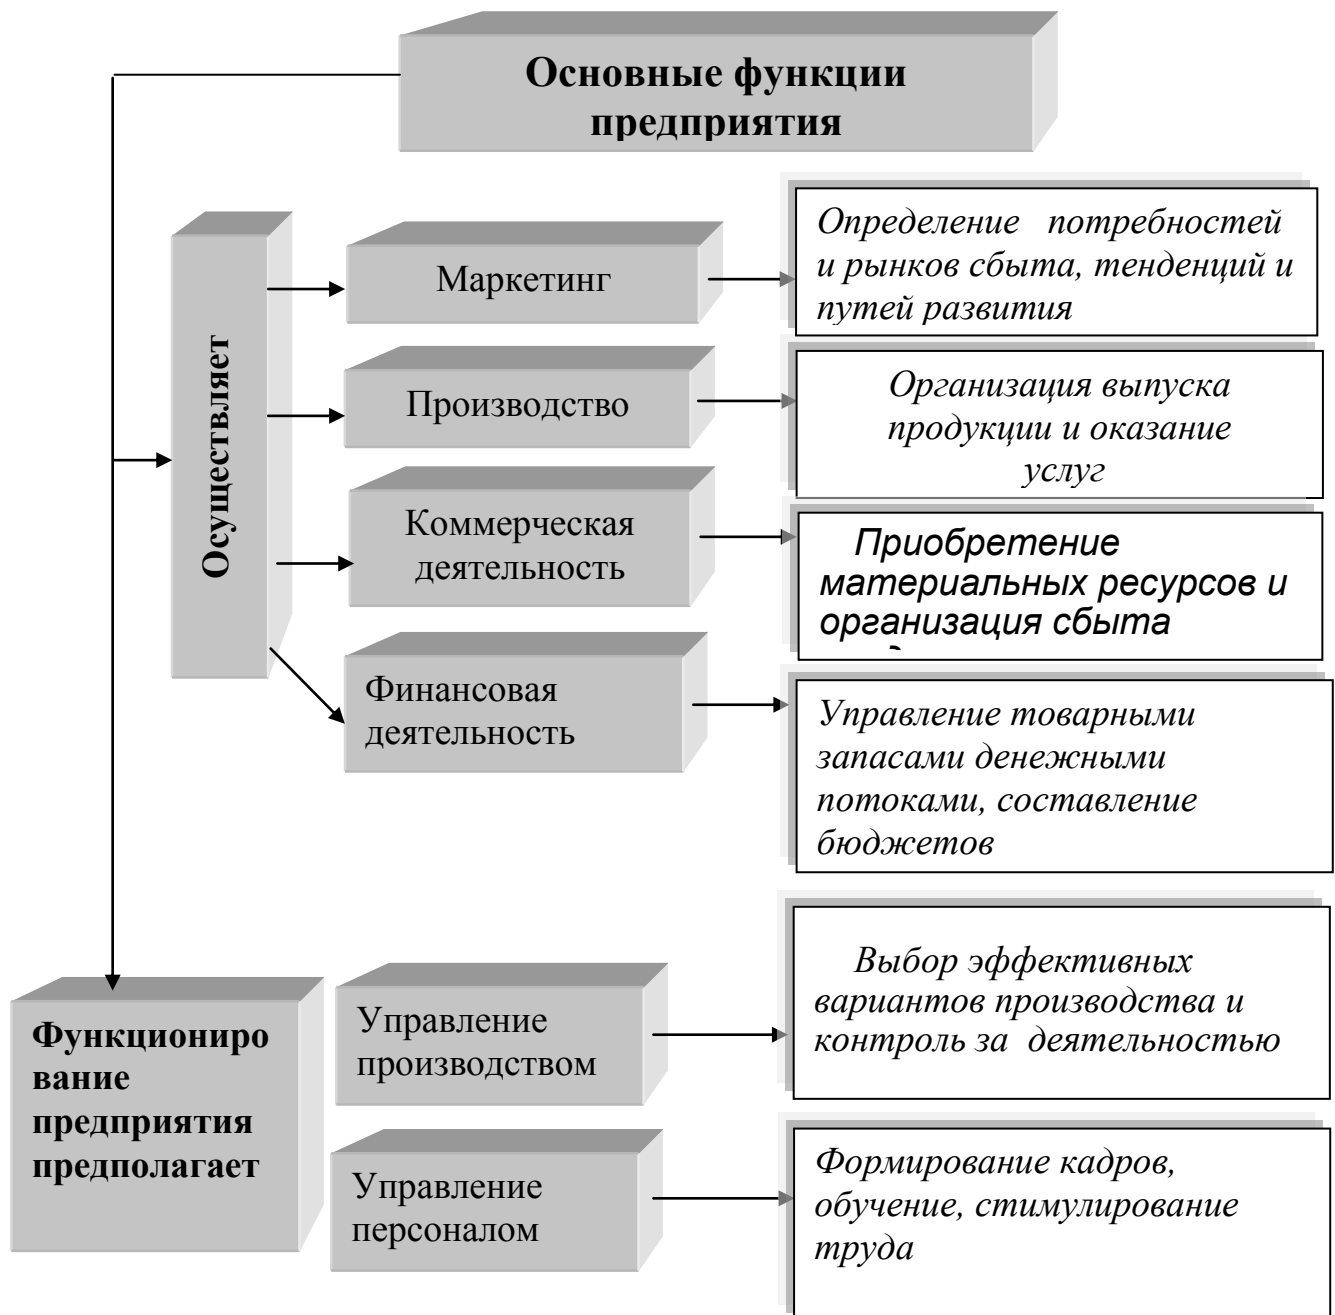 Основные функции
предприятия
Осуществляет
Маркетинг
Определение потребностей
и рынков сбыта, тенденций и
путей развития
Производство
Организация выпуска
продукции и оказание
услуг
Коммерческая
деятельность
Приобретение
материальных ресурсов и
организация сбыта
Финансовая
деятельность
Управление товарными
запасами денежными
потоками, составление
бюджетов
Функциониро
вание
предприятия
предполагает
Управление
производством
Выбор эффективных
вариантов производства и
контроль за деятельностью
Управление
персоналом
Формирование кадров,
обучение, стимулирование
труда